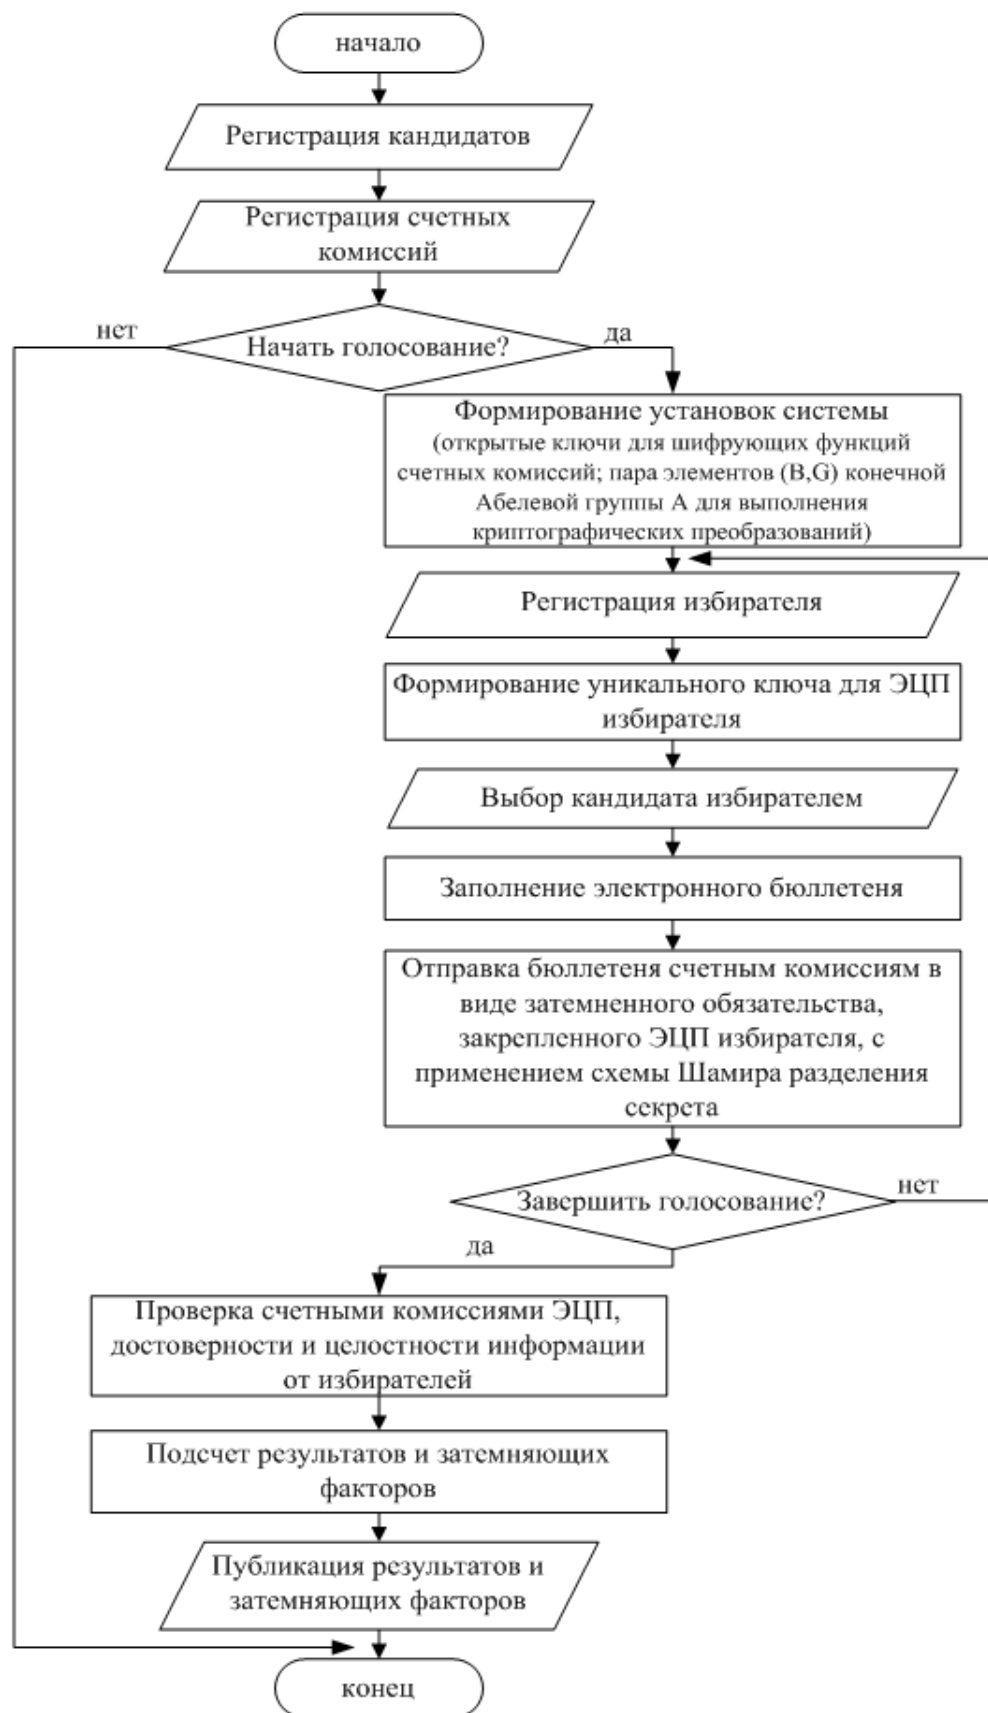 начало
Регистрация кандидатов
Регистрация счетных
комиссий
нет
да
Начать голосование?
Формирование установок системы
(открытые ключи для шифрующих функций
счетных комиссий; пара элементов (B,G) конечной
Абелевой группы А для выполнения
криптографических преобразований)
Регистрация избирателя
Формирование уникального ключа для ЭЦП
избирателя
Выбор кандидата избирателем
Заполнение электронного бюллетеня
Отправка бюллетеня счетным комиссиям в
виде затемненного обязательства,
закрепленного ЭЦП избирателя, с
применением схемы Шамира разделения
секрета
Завершить голосование?
нет
да
Проверка счетными комиссиями ЭЦП,
достоверности и целостности информации
от избирателей
Подсчет результатов и затемняющих
факторов
Публикация результатов и
затемняющих факторов
конец